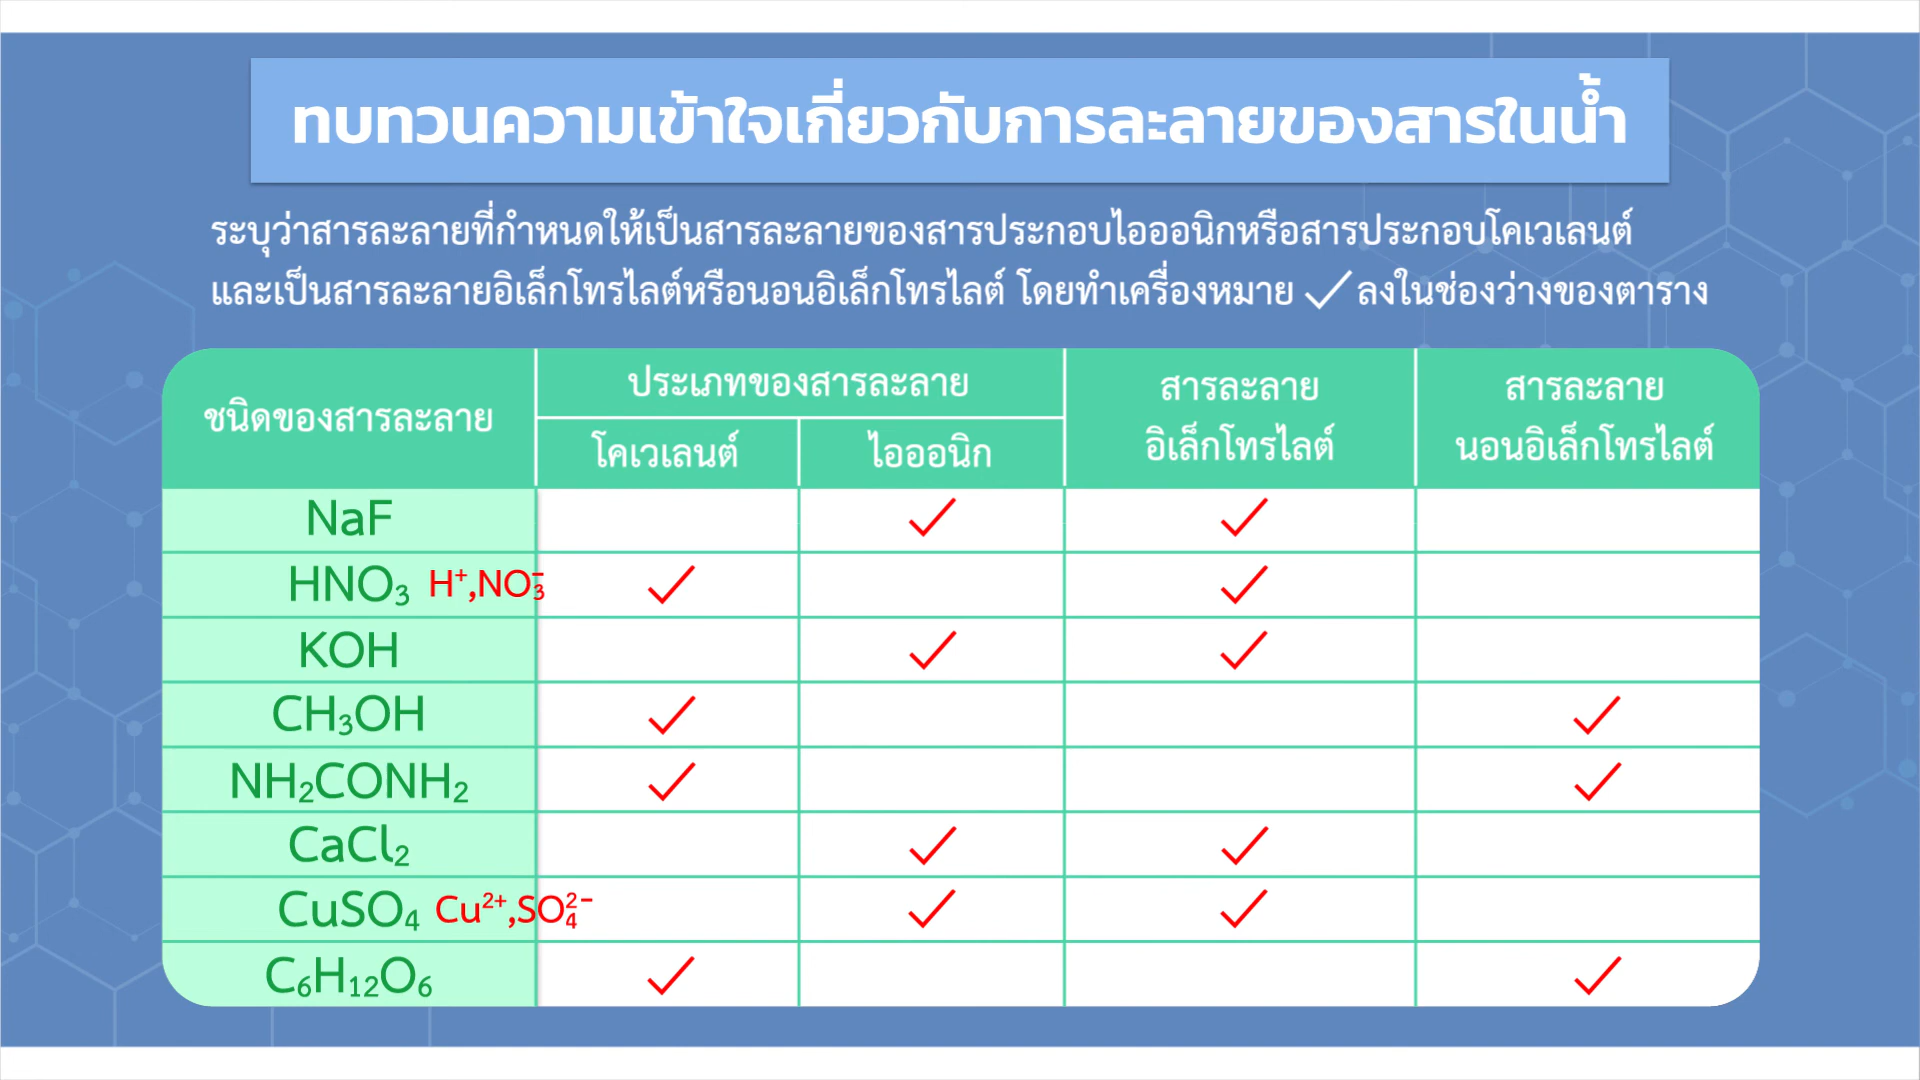 ทบทวนความเข้าใจเกี่ยวกับการละลายของสารในน้ำ
ระบุว่าสารละลายที่กำหนดให้เป็นสารละลายของสารประกอบไอออนิกหรือสารประกอบโคเวเลนต์
และเป็นสารละลายอิเล็กโทรไลต์หรือนอนอิเล็กโทรไลต์ โดยทำเครื่องหมาย ✓ ลงในช่องว่างของตาราง
ชนิดของสารละลาย
ประเภทของสารละลาย
โคเวเลนต์
ไอออนิก
สารละลาย
อิเล็กโทรไลต์
สารละลาย
นอนอิเล็กโทรไลต์
NaF ✓ ✓
HNO₃ H⁺,NO₃⁻ ✓ ✓
KOH ✓ ✓
CH₃OH ✓ ✓
NH₂CONH₂ ✓ ✓
CaCl₂ ✓ ✓
CuSO₄ Cu²⁺,SO₄²⁻ ✓ ✓
C₆H₁₂O₆ ✓ ✓